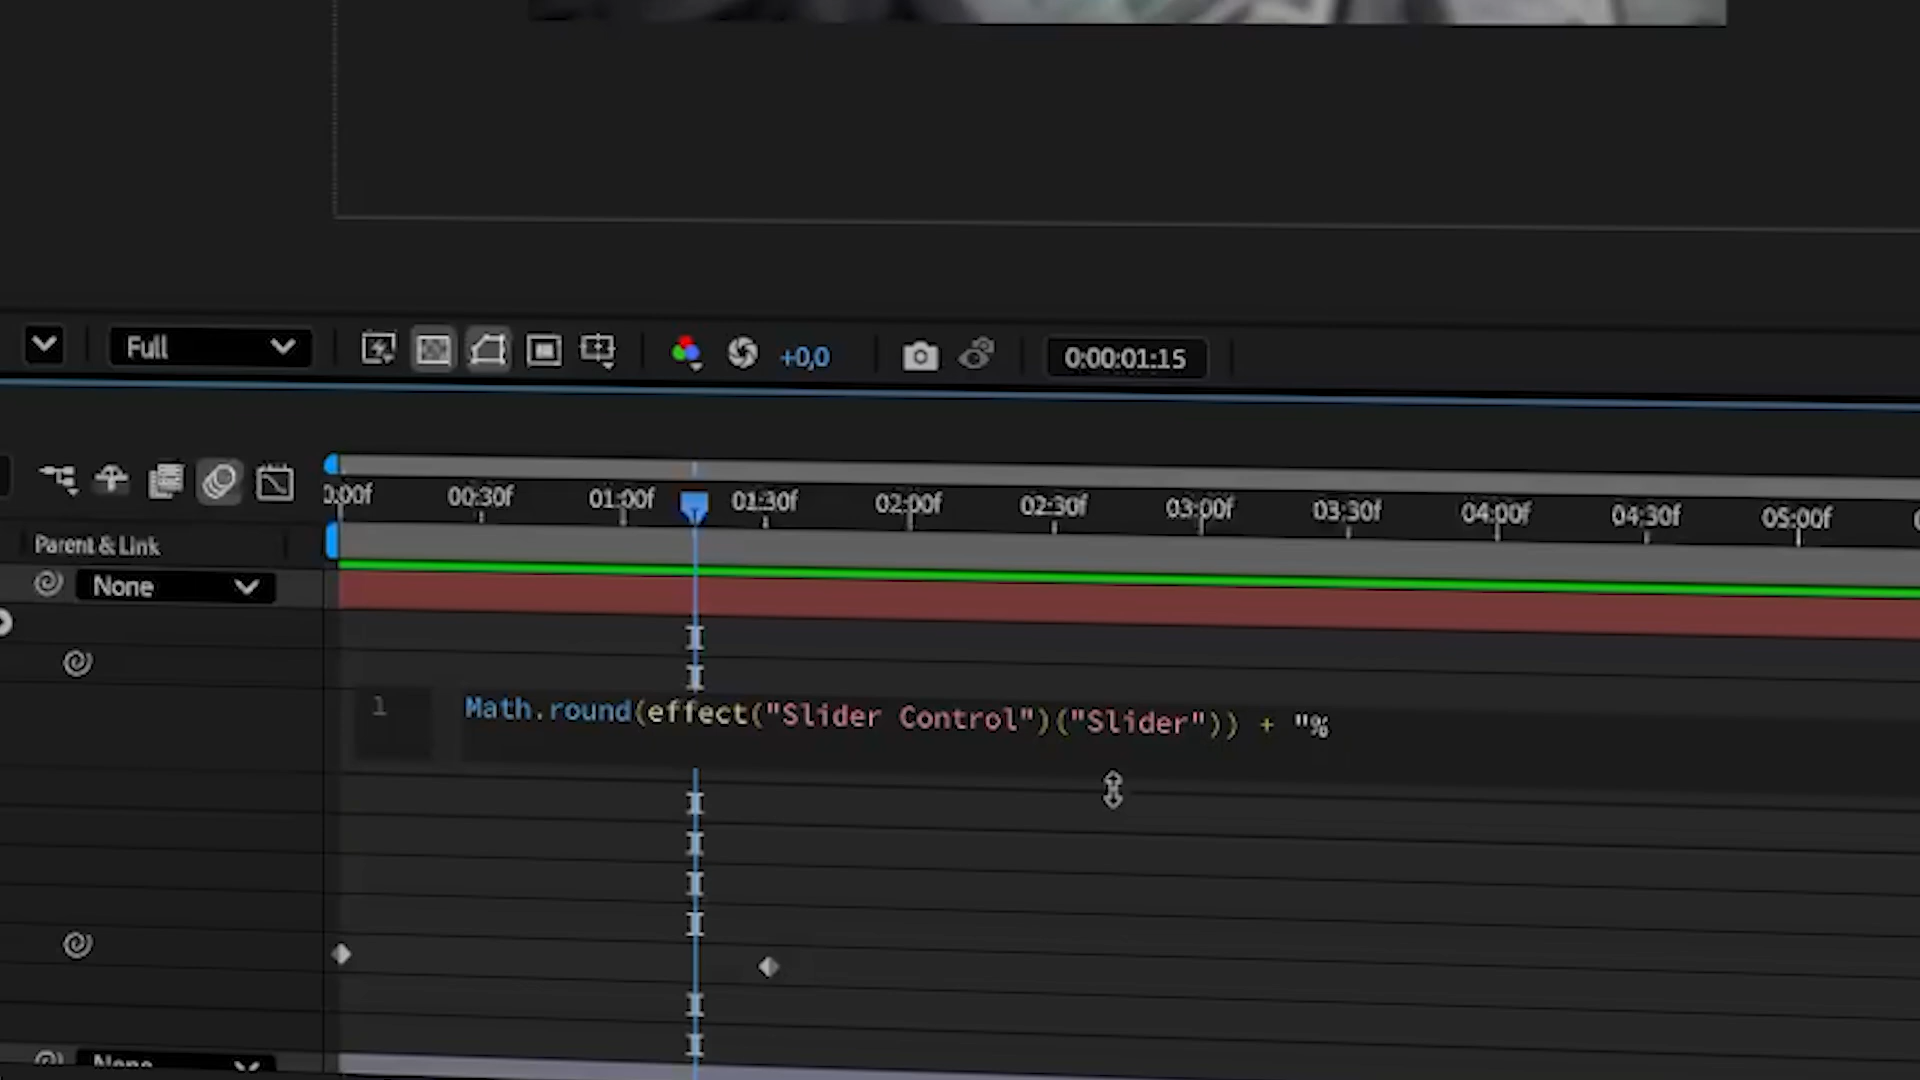 Full
+0,0
0:00:01:15
0:00f 00:30f 01:00f 01:30f 02:00f 02:30f 03:00f 03:30f 04:00f 04:30f 05:00f
Parent & Link
None
1 Math.round(effect("Slider Control")("Slider")) + "%
None